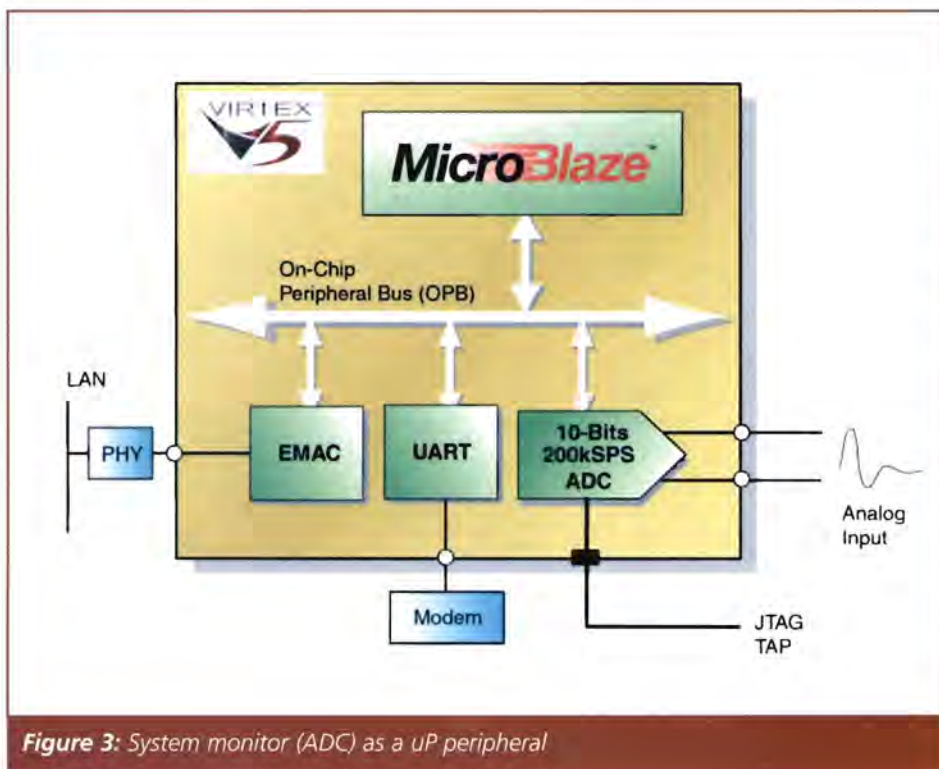 VIRTEX
5
MicroBlaze™
On-Chip
Peripheral Bus (OPB)
LAN
PHY
EMAC
UART
10-Bits
200kSPS
ADC
Analog
Input
Modem
JTAG
TAP
Figure 3: System monitor (ADC) as a uP peripheral